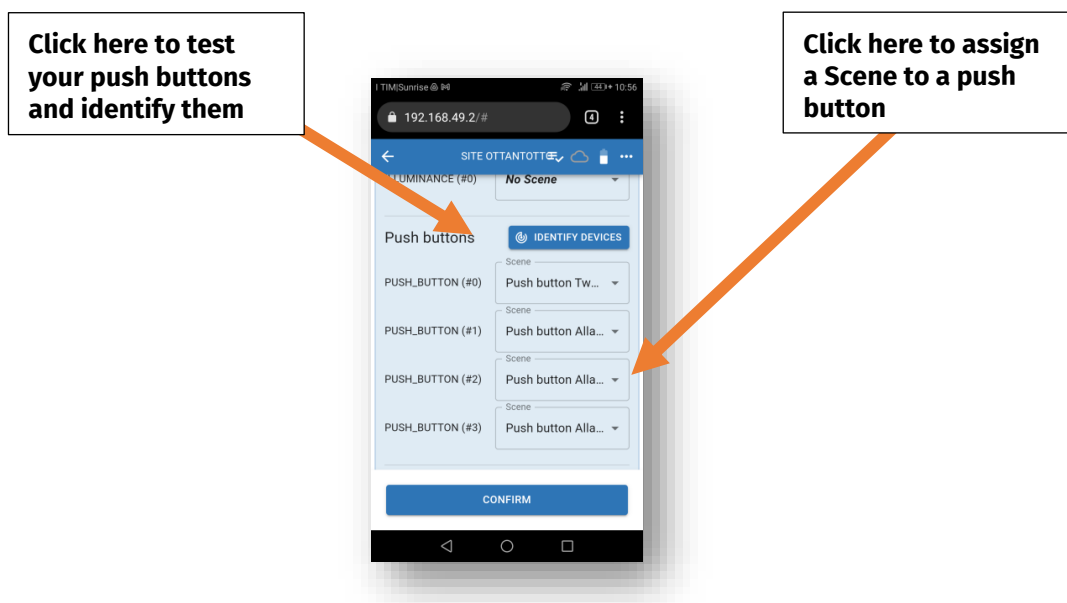 Click here to test
your push buttons
and identify them
Click here to assign
a Scene to a push
button
TIM|Sunrise
44
10:56
192.168.49.2/#
4
SITE OTTANTOTT
LUMINANCE (#0)
No Scene
Push buttons
IDENTIFY DEVICES
Scene
PUSH_BUTTON (#0)
Push button Tw...
Scene
PUSH_BUTTON (#1)
Push button Alla...
Scene
PUSH_BUTTON (#2)
Push button Alla...
Scene
PUSH_BUTTON (#3)
Push button Alla...
CONFIRM